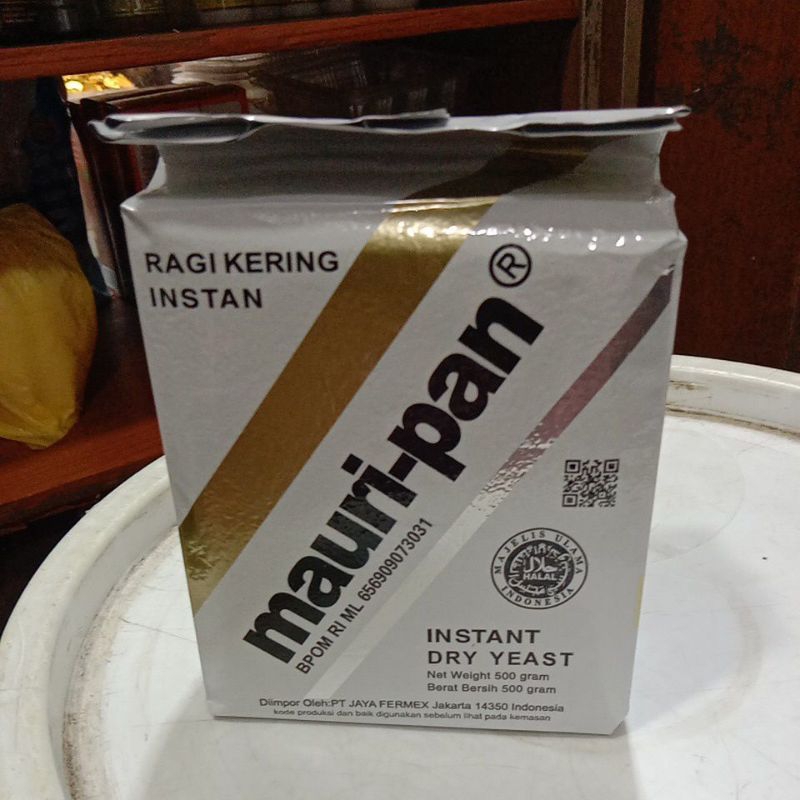 RAGI KERING
INSTAN
mauri-pan®
BPOM RI ML 656909073031
MAJELIS ULAMA
حلال
HALAL
INDONESIA
INSTANT
DRY YEAST
Net Weight 500 gram
Berat Bersih 500 gram
Diimpor Oleh:PT JAYA FERMEX Jakarta 14350 Indonesia
kode produksi dan baik digunakan sebelum lihat pada kemasan